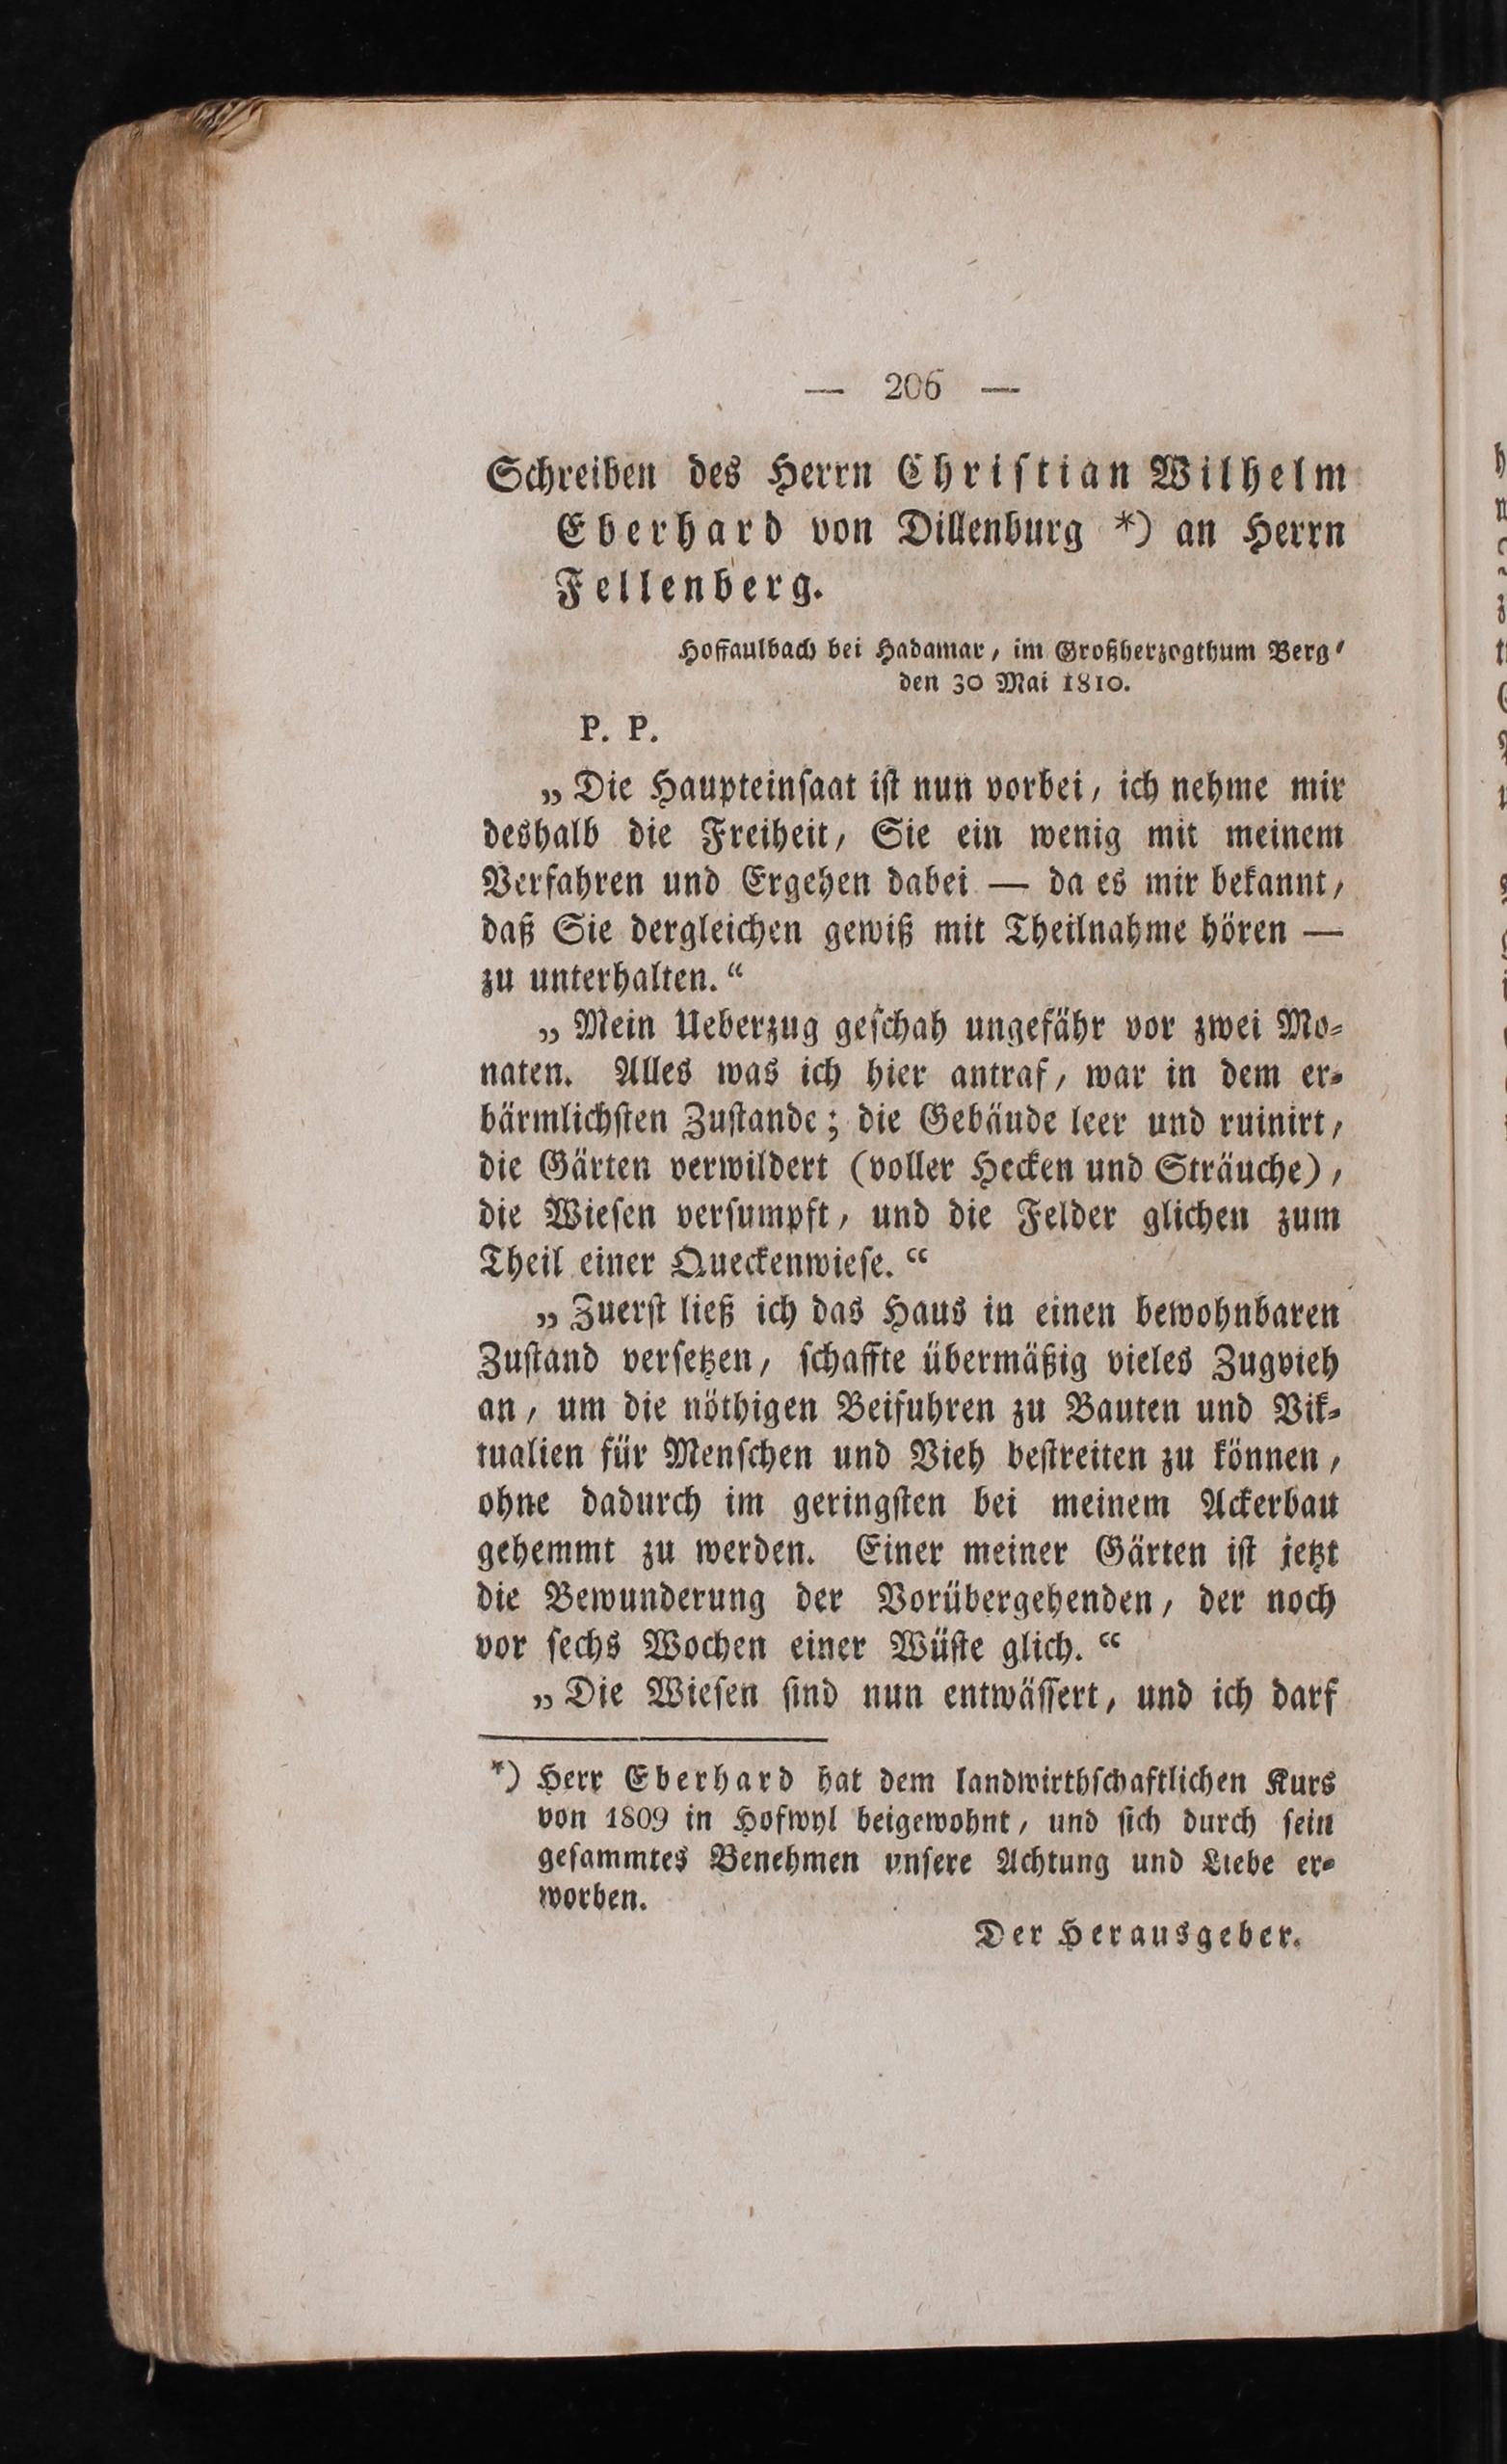 — 206 —
Schreiben des Herrn Chriſtian Wilhelm
Eberhard von Dillenburg *) an Herrn
Fellenberg.
Hoffaulbach bei Hadamar, im Großherzogthum Berg,
den 30 Mai 1810.
P. P.
„Die Haupteinſaat iſt nun vorbei, ich nehme mir
deshalb die Freiheit, Sie ein wenig mit meinem
Verfahren und Ergehen dabei — da es mir bekannt,
daß Sie dergleichen gewiß mit Theilnahme hören —
zu unterhalten.“
„Mein Ueberzug geſchah ungefähr vor zwei Mo-
naten. Alles was ich hier antraf, war in dem er-
bärmlichſten Zuſtande; die Gebäude leer und ruinirt,
die Gärten verwildert (voller Hecken und Sträuche),
die Wieſen verſumpft, und die Felder glichen zum
Theil einer Queckenwieſe.“
„Zuerſt ließ ich das Haus in einen bewohnbaren
Zuſtand verſetzen, ſchaffte übermäßig vieles Zugvieh
an, um die nöthigen Beifuhren zu Bauten und Vik-
tualien für Menſchen und Vieh beſtreiten zu können,
ohne dadurch im geringſten bei meinem Ackerbau
gehemmt zu werden. Einer meiner Gärten iſt jetzt
die Bewunderung der Vorübergehenden, der noch
vor ſechs Wochen einer Wüſte glich.“
„Die Wieſen ſind nun entwäſſert, und ich darf
*) Herr Eberhard hat dem landwirthſchaftlichen Kurs
von 1809 in Hofwyl beigewohnt, und ſich durch ſein
geſammtes Benehmen unſere Achtung und Liebe er-
worben.
Der Herausgeber.